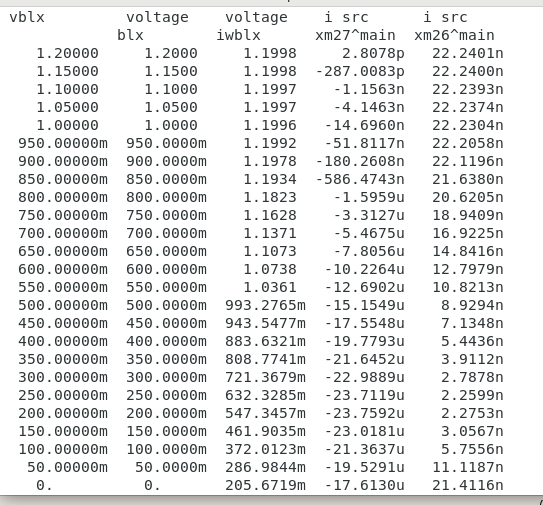 vblx voltage voltage i src i src
blx iwblx xm27^main xm26^main
1.20000 1.2000 1.1998 2.8078p 22.2401n
1.15000 1.1500 1.1998 -287.0083p 22.2400n
1.10000 1.1000 1.1997 -1.1563n 22.2393n
1.05000 1.0500 1.1997 -4.1463n 22.2374n
1.00000 1.0000 1.1996 -14.6960n 22.2304n
950.00000m 950.0000m 1.1992 -51.8117n 22.2058n
900.00000m 900.0000m 1.1978 -180.2608n 22.1196n
850.00000m 850.0000m 1.1934 -586.4743n 21.6380n
800.00000m 800.0000m 1.1823 -1.5959u 20.6205n
750.00000m 750.0000m 1.1628 -3.3127u 18.9409n
700.00000m 700.0000m 1.1371 -5.4675u 16.9225n
650.00000m 650.0000m 1.1073 -7.8056u 14.8416n
600.00000m 600.0000m 1.0738 -10.2264u 12.7979n
550.00000m 550.0000m 1.0361 -12.6902u 10.8213n
500.00000m 500.0000m 993.2765m -15.1549u 8.9294n
450.00000m 450.0000m 943.5477m -17.5548u 7.1348n
400.00000m 400.0000m 883.6321m -19.7793u 5.4436n
350.00000m 350.0000m 808.7741m -21.6452u 3.9112n
300.00000m 300.0000m 721.3679m -22.9889u 2.7878n
250.00000m 250.0000m 632.3285m -23.7119u 2.2599n
200.00000m 200.0000m 547.3457m -23.7592u 2.2753n
150.00000m 150.0000m 461.9035m -23.0181u 3.0567n
100.00000m 100.0000m 372.0123m -21.3637u 5.7556n
50.00000m 50.0000m 286.9844m -19.5291u 11.1187n
0. 0. 205.6719m -17.6130u 21.4116n